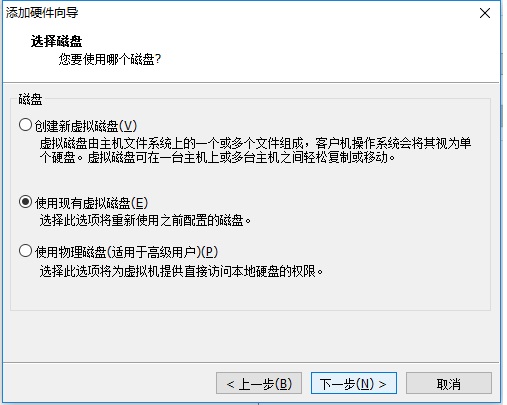 添加硬件向导
选择磁盘
您要使用哪个磁盘?
磁盘
创建新虚拟磁盘(V)
虚拟磁盘由主机文件系统上的一个或多个文件组成，客户机操作系统会将其视为单
个硬盘。虚拟磁盘可在一台主机上或多台主机之间轻松复制或移动。
使用现有虚拟磁盘(E)
选择此选项将重新使用之前配置的磁盘。
使用物理磁盘(适用于高级用户)(P)
选择此选项将为虚拟机提供直接访问本地硬盘的权限。
< 上一步(B) 下一步(N) > 取消